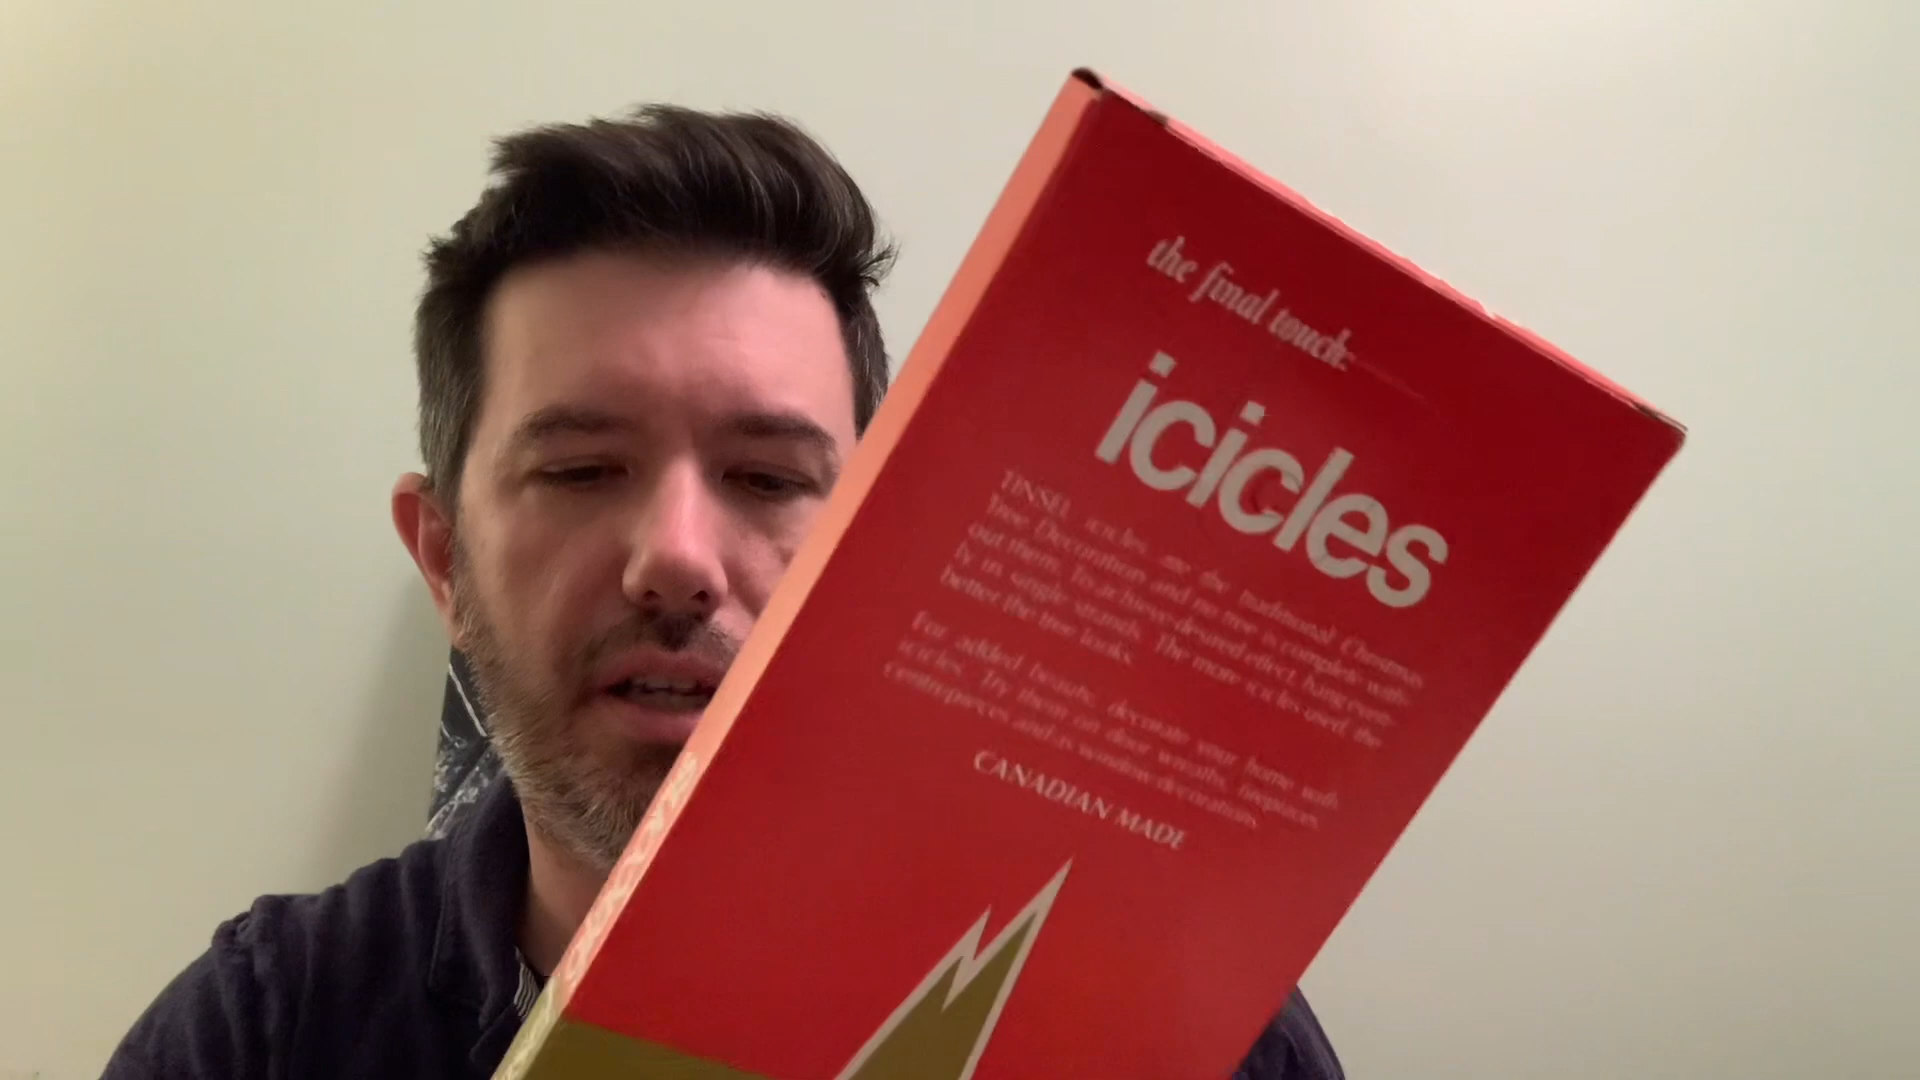 the final touch:
icicles
TINSEL icicles are the traditional Christmas
Tree Decoration and no tree is complete with-
out them. To achieve desired effect, hang even-
ly in single strands. The more icicles used, the
better the tree looks.
For added beauty, decorate your home with
icicles. Try them on door wreaths, fireplaces,
centrepieces and as window decorations.
CANADIAN MADE